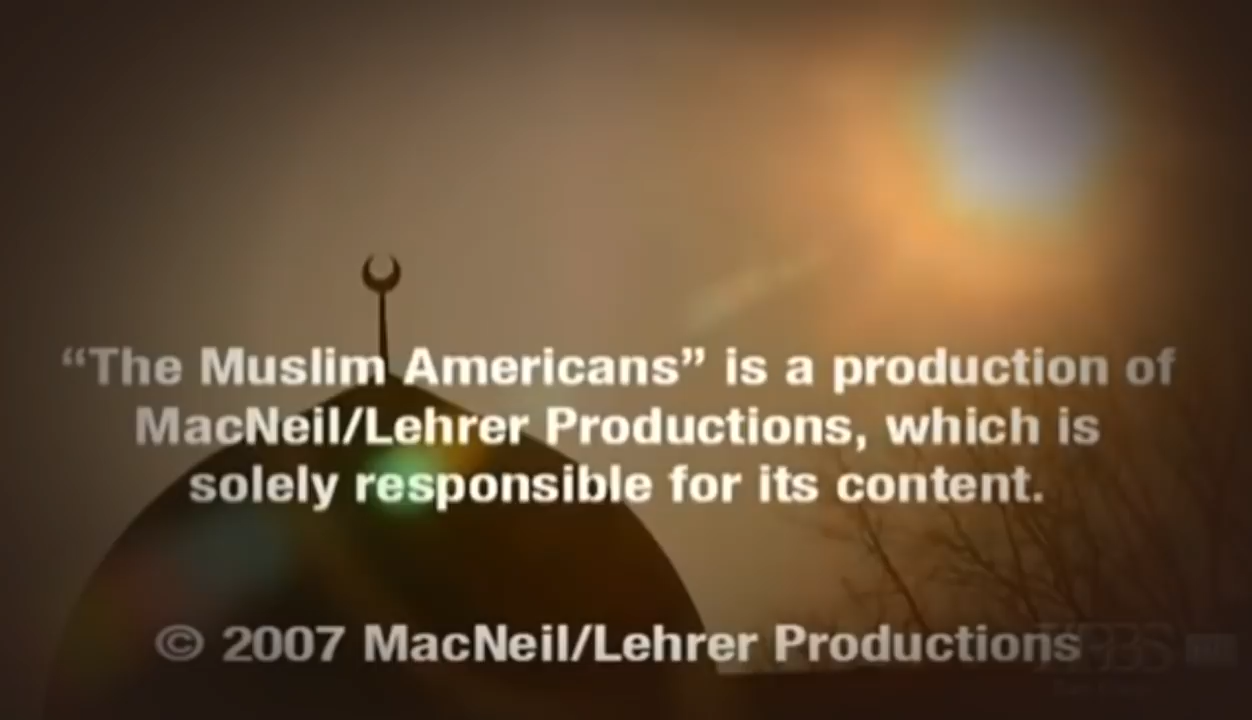 “The Muslim Americans” is a production of
MacNeil/Lehrer Productions, which is
solely responsible for its content.
© 2007 MacNeil/Lehrer Productions
KPBS